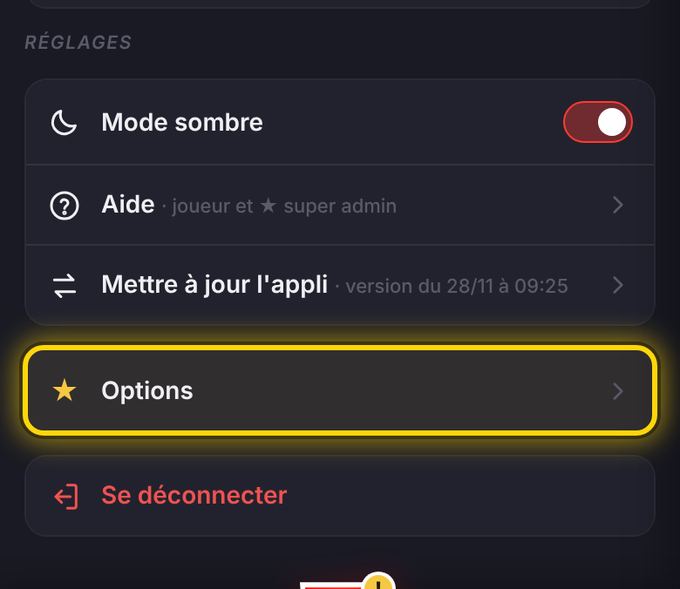 RÉGLAGES
Mode sombre
Aide · joueur et ★ super admin
Mettre à jour l'appli · version du 28/11 à 09:25
Options
Se déconnecter